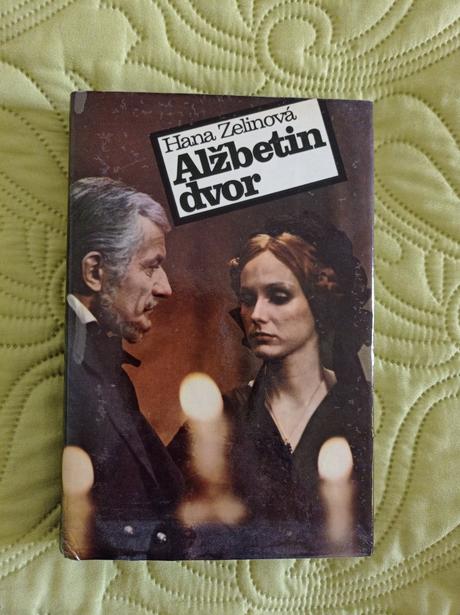 Hana Zelinová
Alžbetin
dvor